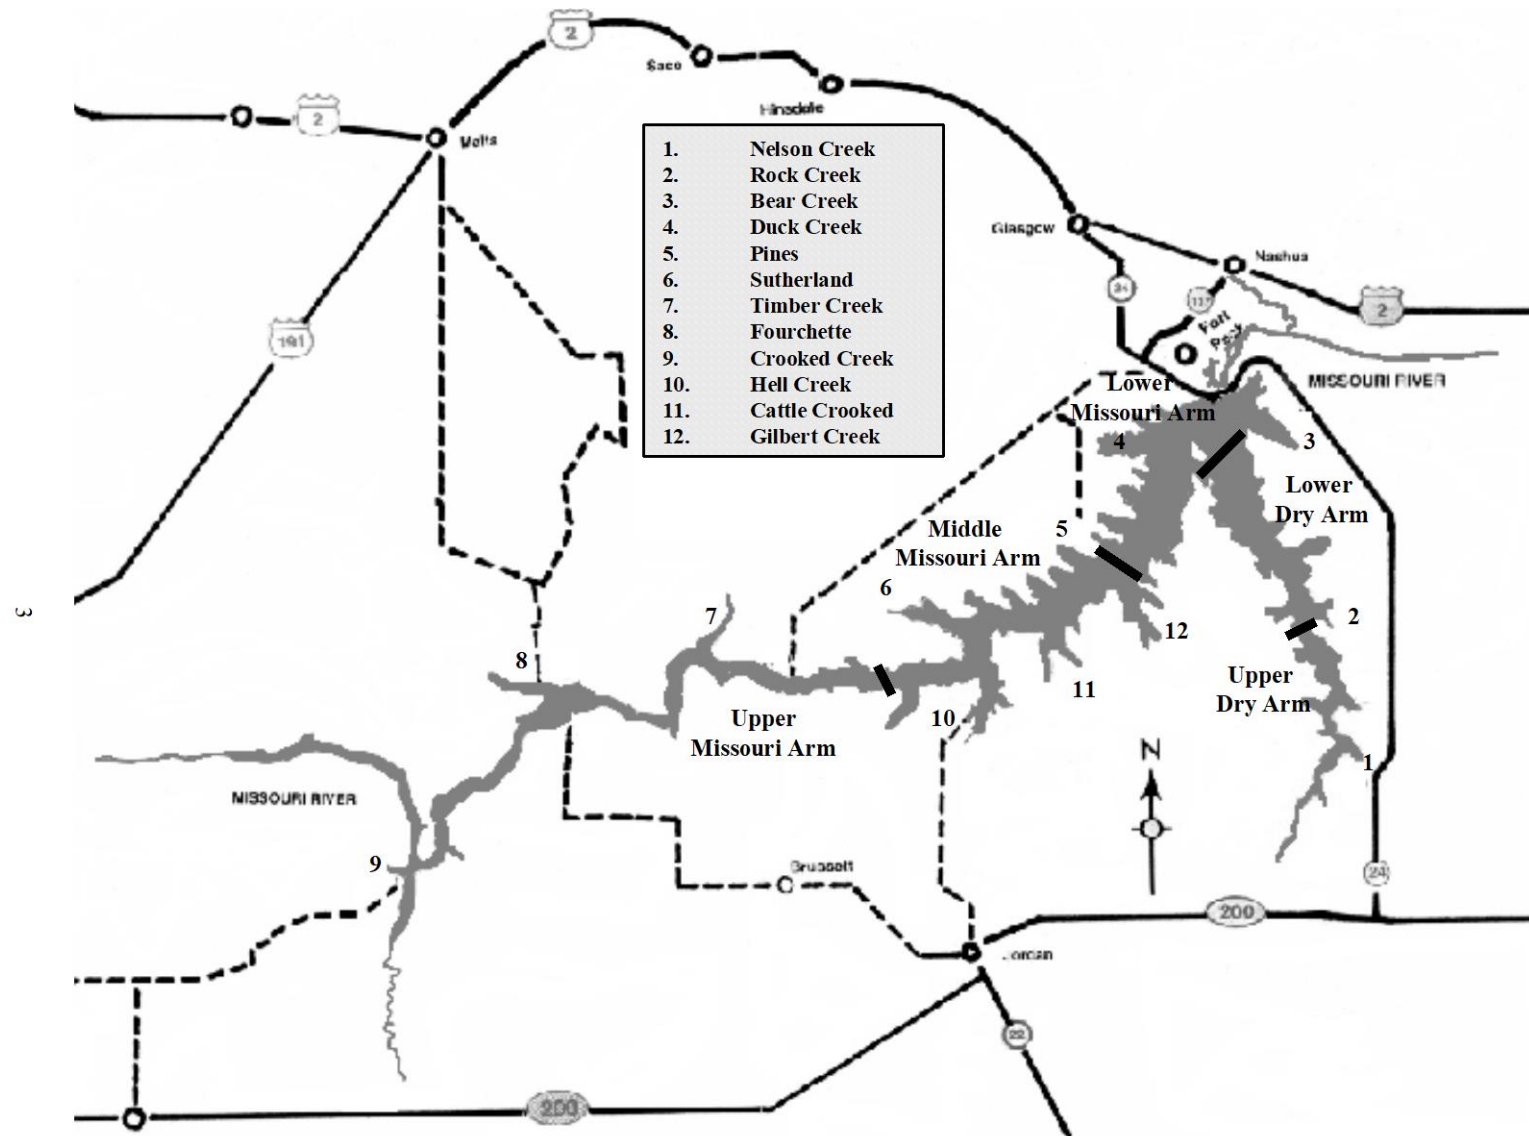 2
Saco
Hinsdale
2
Malta
1. Nelson Creek
2. Rock Creek
3. Bear Creek
4. Duck Creek
5. Pines
6. Sutherland
7. Timber Creek
8. Fourchette
9. Crooked Creek
10. Hell Creek
11. Cattle Crooked
12. Gilbert Creek
Glasgow
Nashua
24
117
2
191
Fort
Peck
MISSOURI RIVER
Lower
Missouri Arm
4
3
Lower
Dry Arm
Middle
Missouri Arm
5
6
7
2
12
3
8
11
Upper
Dry Arm
10
Upper
Missouri Arm
N
1
MISSOURI RIVER
9
Brusett
24
200
Jordan
22
200